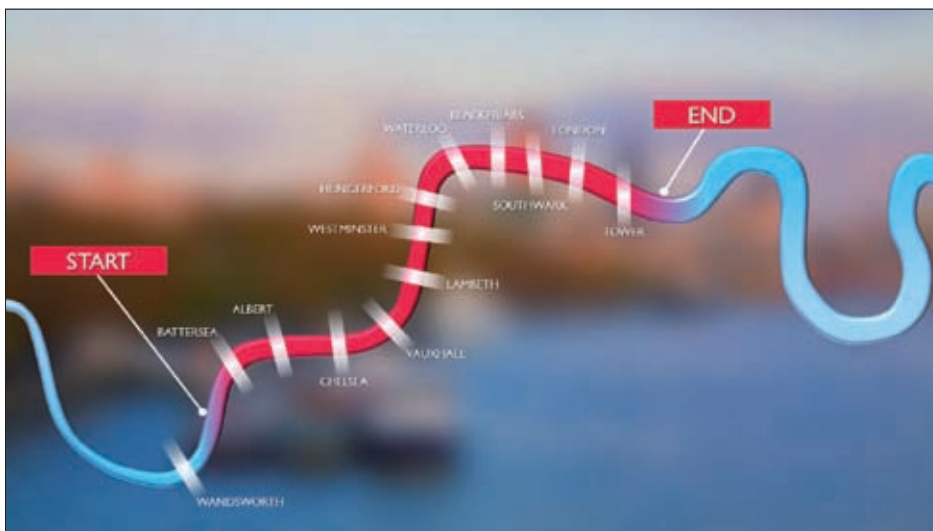 BLACKFRIARS
WATERLOO
LONDON
END
HUNGERFORD
SOUTHWARK
WESTMINSTER
TOWER
START
LAMBETH
ALBERT
BATTERSEA
VAUXHALL
CHELSEA
WANDSWORTH